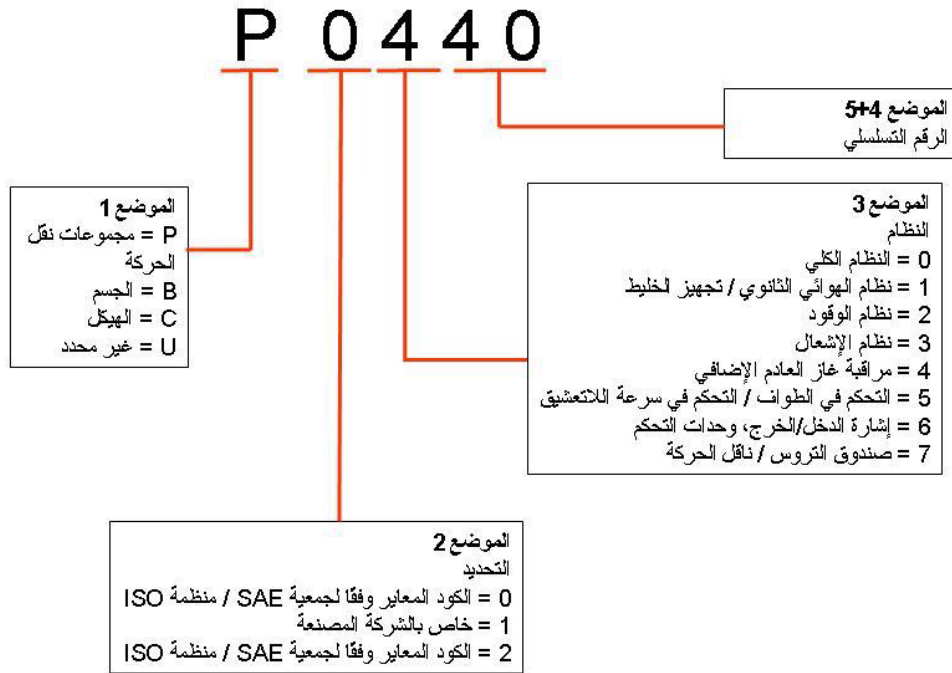 P 0 4 4 0
الموضع 4+5
الرقم التسلسلي
الموضع 1
P = مجموعات نقل
الحركة
B = الجسم
C = الهيكل
U = غير محدد
الموضع 3
النظام
0 = النظام الكلي
1 = نظام الهوائي الثانوي / تجهيز الخليط
2 = نظام الوقود
3 = نظام الإشعال
4 = مراقبة غاز العادم الإضافي
5 = التحكم في الطواف / التحكم في سرعة اللاتعشيق
6 = إشارة الدخل/الخرج، وحدات التحكم
7 = صندوق التروس / ناقل الحركة
الموضع 2
التحديد
0 = الكود المعاير وفقًا لجمعية SAE / منظمة ISO
1 = خاص بالشركة المصنعة
2 = الكود المعاير وفقًا لجمعية SAE / منظمة ISO